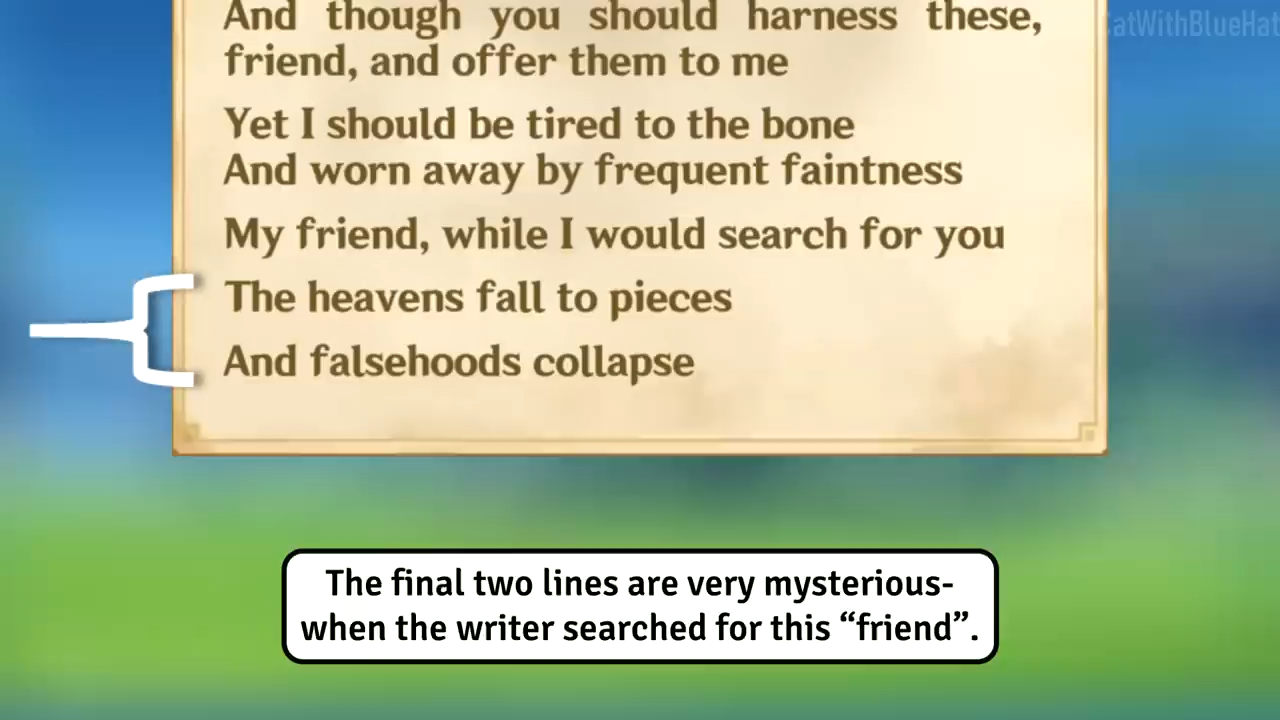 And though you should harness these,
friend, and offer them to me
Yet I should be tired to the bone
And worn away by frequent faintness
My friend, while I would search for you
The heavens fall to pieces
And falsehoods collapse
The final two lines are very mysterious-
when the writer searched for this “friend”.
CatWithBlueHat